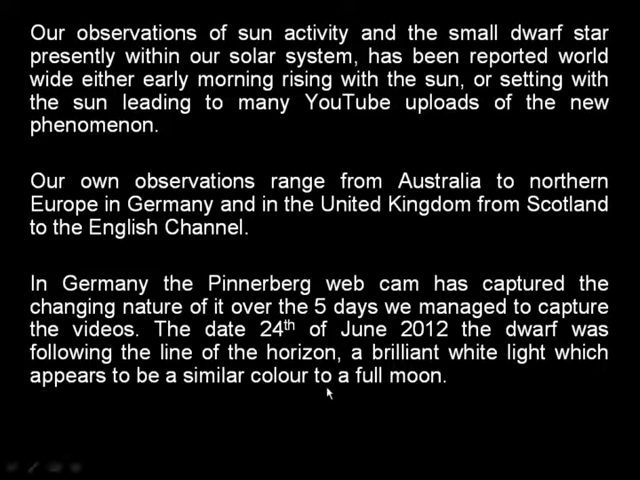 Our observations of sun activity and the small dwarf star
presently within our solar system, has been reported world
wide either early morning rising with the sun, or setting with
the sun leading to many YouTube uploads of the new
phenomenon.
Our own observations range from Australia to northern
Europe in Germany and in the United Kingdom from Scotland
to the English Channel.
In Germany the Pinnerberg web cam has captured the
changing nature of it over the 5 days we managed to capture
the videos. The date 24th of June 2012 the dwarf was
following the line of the horizon, a brilliant white light which
appears to be a similar colour to a full moon.